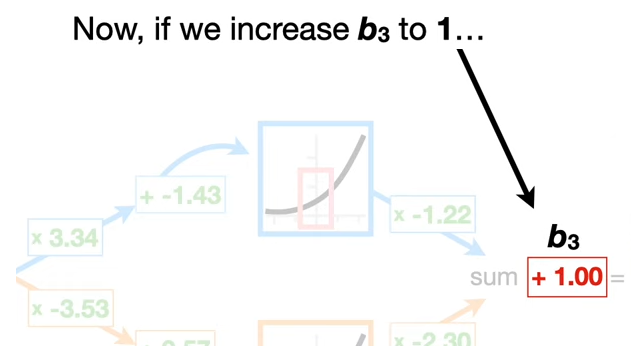 Now, if we increase b₃ to 1…
+ -1.43
x 3.34
x -1.22
b₃
sum + 1.00 =
x -3.53
x -2.30